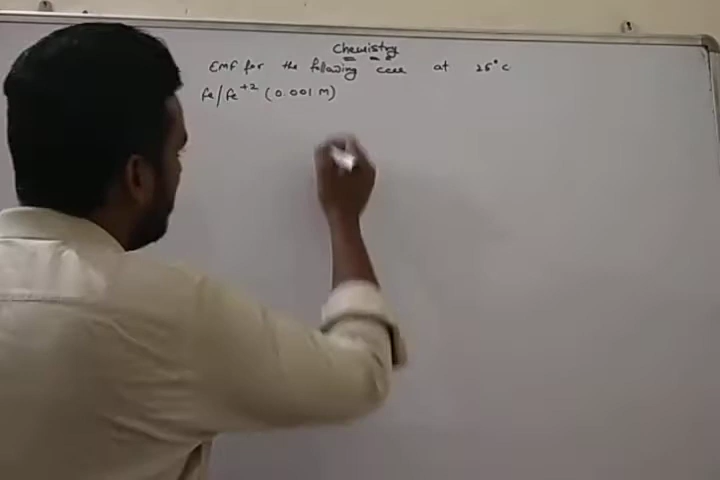 Chemistry
EMF for the following cell at 25°C
Fe/Fe+2 (0.001 M)